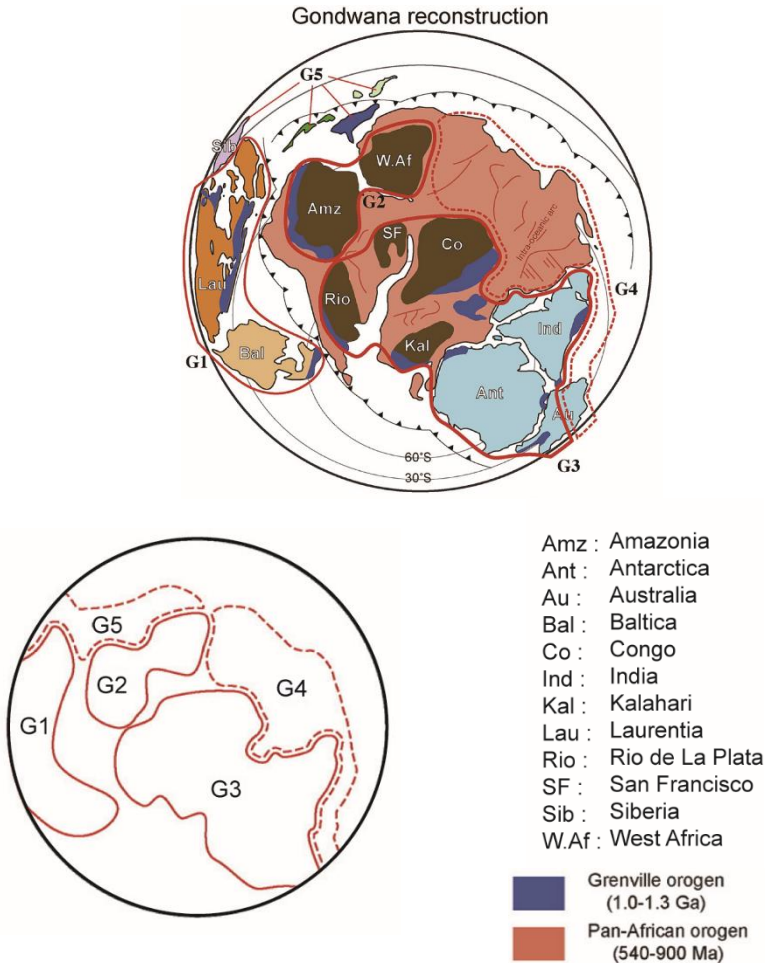 Gondwana reconstruction
G5
Sib
W.Af
G2
Amz
SF
Co
Intra-oceanic arc
Lau
Rio
G4
G1
Bal
Kal
Ind
Ant
Au
60°S
30°S
G3
G5
G2
G4
G1
G3
Amz : Amazonia
Ant : Antarctica
Au : Australia
Bal : Baltica
Co : Congo
Ind : India
Kal : Kalahari
Lau : Laurentia
Rio : Rio de La Plata
SF : San Francisco
Sib : Siberia
W.Af : West Africa
Grenville orogen
(1.0-1.3 Ga)
Pan-African orogen
(540-900 Ma)